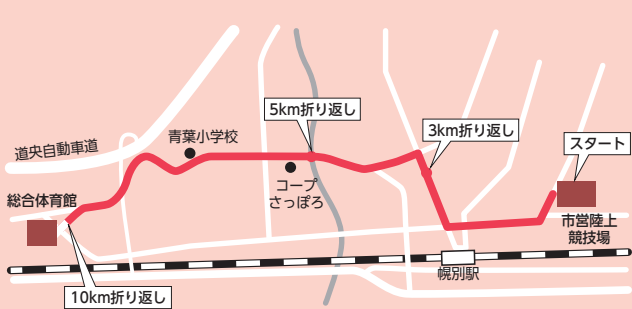 5km折り返し
3km折り返し
スタート
青葉小学校
道央自動車道
コープ
さっぽろ
総合体育館
市営陸上
競技場
幌別駅
10km折り返し